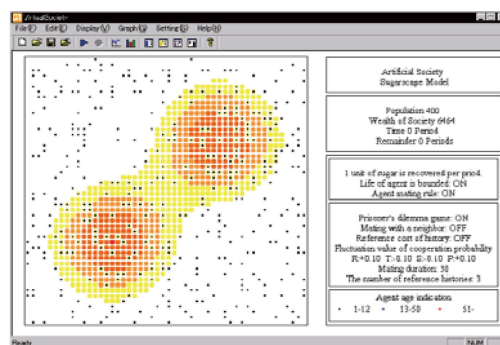 VirtualSociety
File(F) Edit(E) Display(V) Graph(G) Setting(S) Help(H)
Artificial Society
Sugarscape Model
Population 400
Wealth of Society 6464
Time 0 Period
Remainder 0 Periods
1 unit of sugar is recovered per priod.
Life of agent is bounded: ON
Agent mating rule: ON
Prisoner's dilemma game: ON
Mating with a neighbor: OFF
Reference cost of history: OFF
Fluctuation value of cooperation probability
R:+0.10 T:-0.10 S:-0.10 P:+0.10
Mating duration: 30
The number of reference histories: 3
Agent age indication
1-12 13-50 51-
Ready
NUM